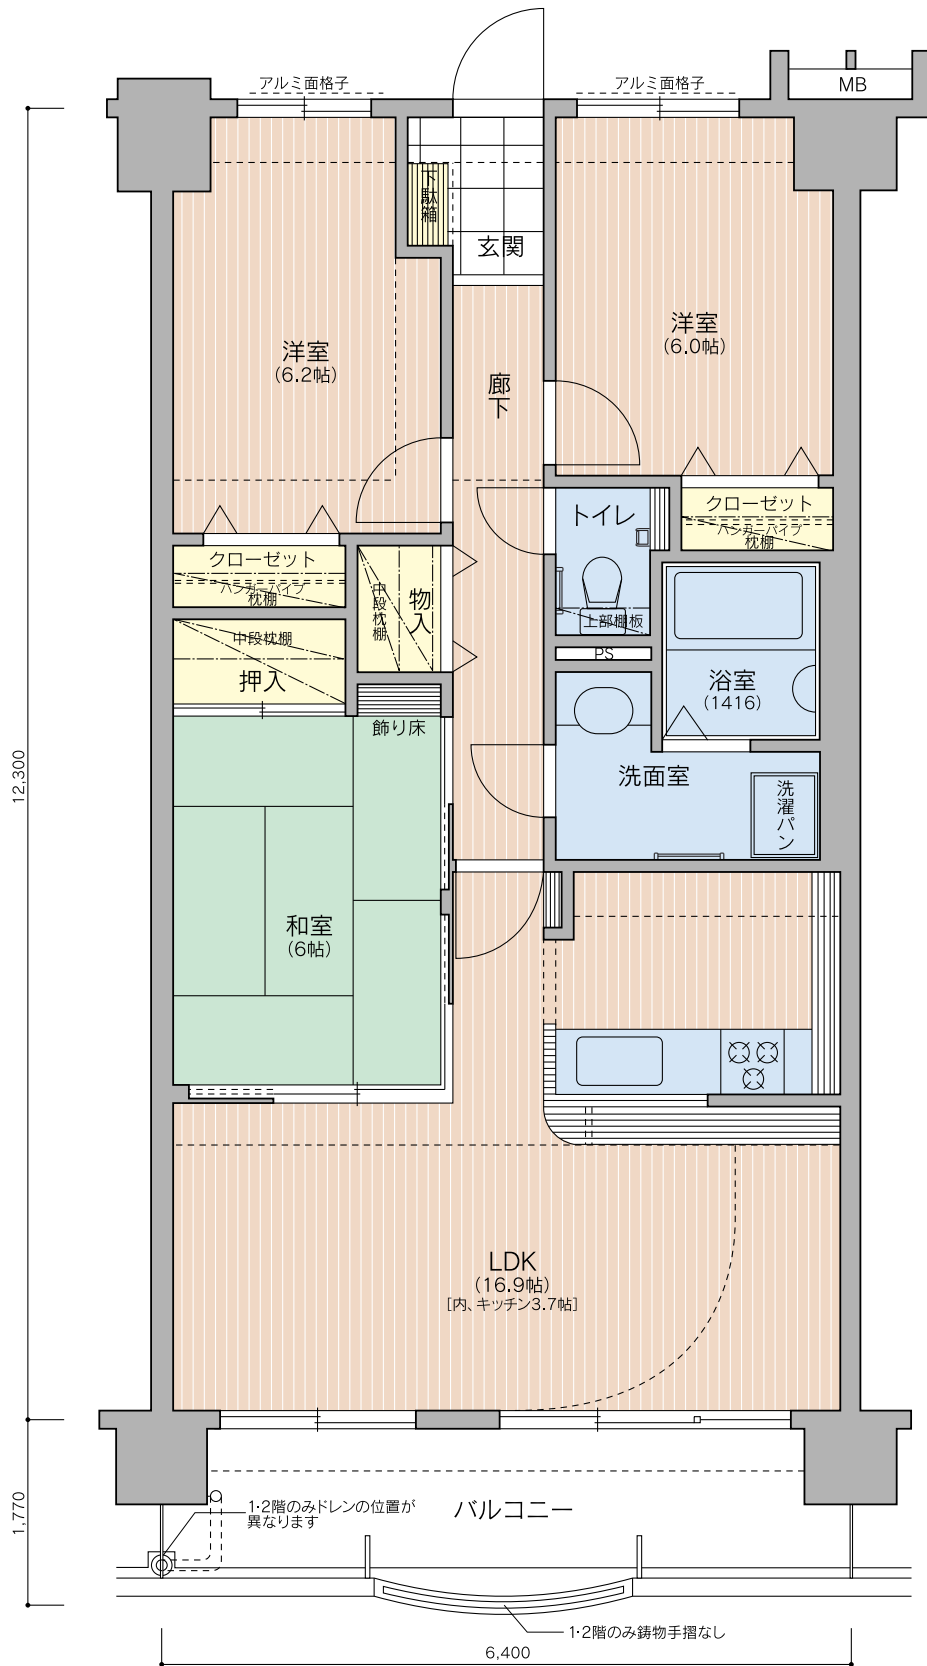 アルミ面格子
アルミ面格子
MB
下駄箱
玄関
洋室
(6.2帖)
洋室
(6.0帖)
廊下
クローゼット
ハンガーパイプ
枕棚
トイレ
上部棚板
クローゼット
ハンガーパイプ
枕棚
物入
中段枕棚
中段枕棚
押入
PS
浴室
(1416)
飾り床
洗面室
洗濯パン
12,300
和室
(6帖)
LDK
(16.9帖)
[内、キッチン3.7帖]
1,770
1・2階のみドレンの位置が
異なります
バルコニー
1・2階のみ鋳物手摺なし
6,400